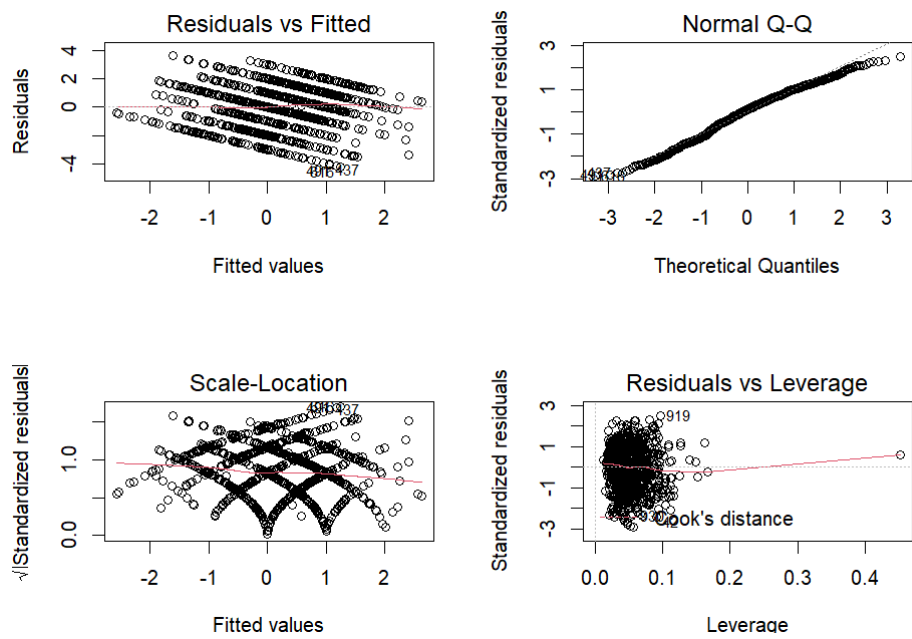 Residuals vs Fitted
Residuals
4
2
0
-4
437
-2 -1 0 1 2
Fitted values
Normal Q-Q
Standardized residuals
3
1
-1
-3
-3 -2 -1 0 1 2 3
Theoretical Quantiles
Scale-Location
√|Standardized residuals|
1.0
0.0
437
-2 -1 0 1 2
Fitted values
Residuals vs Leverage
Standardized residuals
3
1
-1
-3
919
Cook's distance
0.0 0.1 0.2 0.3 0.4
Leverage